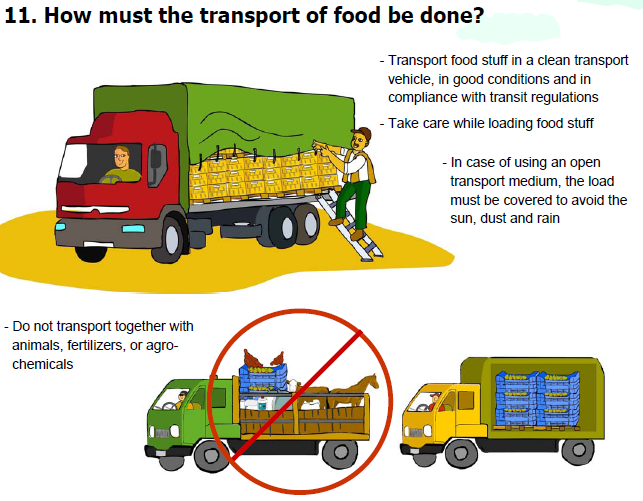 11. How must the transport of food be done?
- Transport food stuff in a clean transport
vehicle, in good conditions and in
compliance with transit regulations
- Take care while loading food stuff
- In case of using an open
transport medium, the load
must be covered to avoid the
sun, dust and rain
- Do not transport together with
animals, fertilizers, or agro-
chemicals